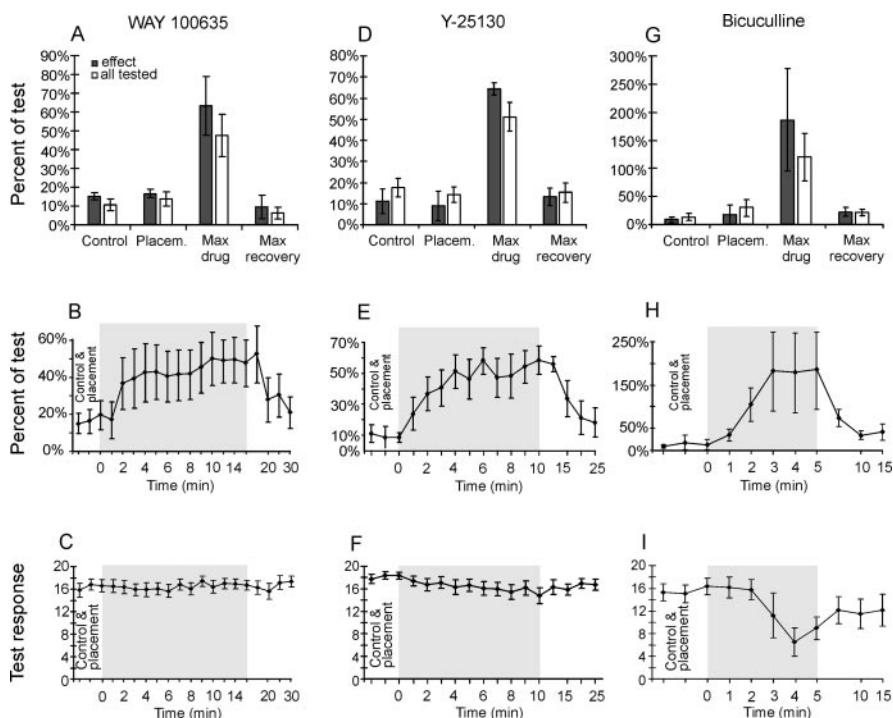 WAY 100635
Y-25130
Bicuculline
A
90%
80%
70%
60%
50%
40%
30%
20%
10%
0%
Percent of test
effect
all tested
Control
Placem.
Max drug
Max recovery
D
80%
70%
60%
50%
40%
30%
20%
10%
0%
Control
Placem.
Max drug
Max recovery
G
300%
250%
200%
150%
100%
50%
0%
Control
Placem.
Max drug
Max recovery
B
60%
40%
20%
0%
Percent of test
Control & placement
0 2 4 6 8 10 12 14 20 30
Time (min)
E
70%
50%
30%
10%
0%
Control & placement
0 2 4 6 8 10 15 25
Time (min)
H
250%
150%
50%
0%
Control & placement
0 1 2 3 4 5 10 15
Time (min)
C
20
16
12
8
4
0
Test response
Control & placement
0 2 4 6 8 10 12 14 20 30
Time (min)
F
20
16
12
8
4
0
Control & placement
0 2 4 6 8 10 15 25
Time (min)
I
20
16
12
8
4
0
Control & placement
0 1 2 3 4 5 10 15
Time (min)